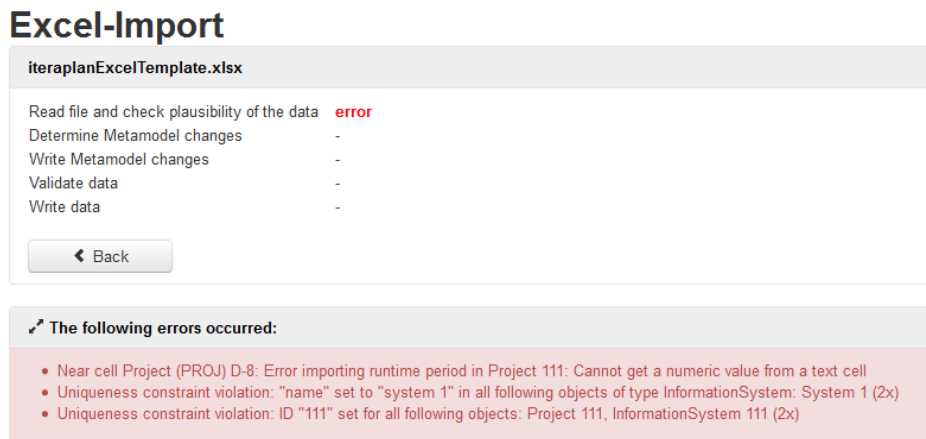 Excel-Import
iteraplanExcelTemplate.xlsx
Read file and check plausibility of the data error
Determine Metamodel changes -
Write Metamodel changes -
Validate data -
Write data -
Back
The following errors occurred:
• Near cell Project (PROJ) D-8: Error importing runtime period in Project 111: Cannot get a numeric value from a text cell
• Uniqueness constraint violation: "name" set to "system 1" in all following objects of type InformationSystem: System 1 (2x)
• Uniqueness constraint violation: ID "111" set for all following objects: Project 111, InformationSystem 111 (2x)